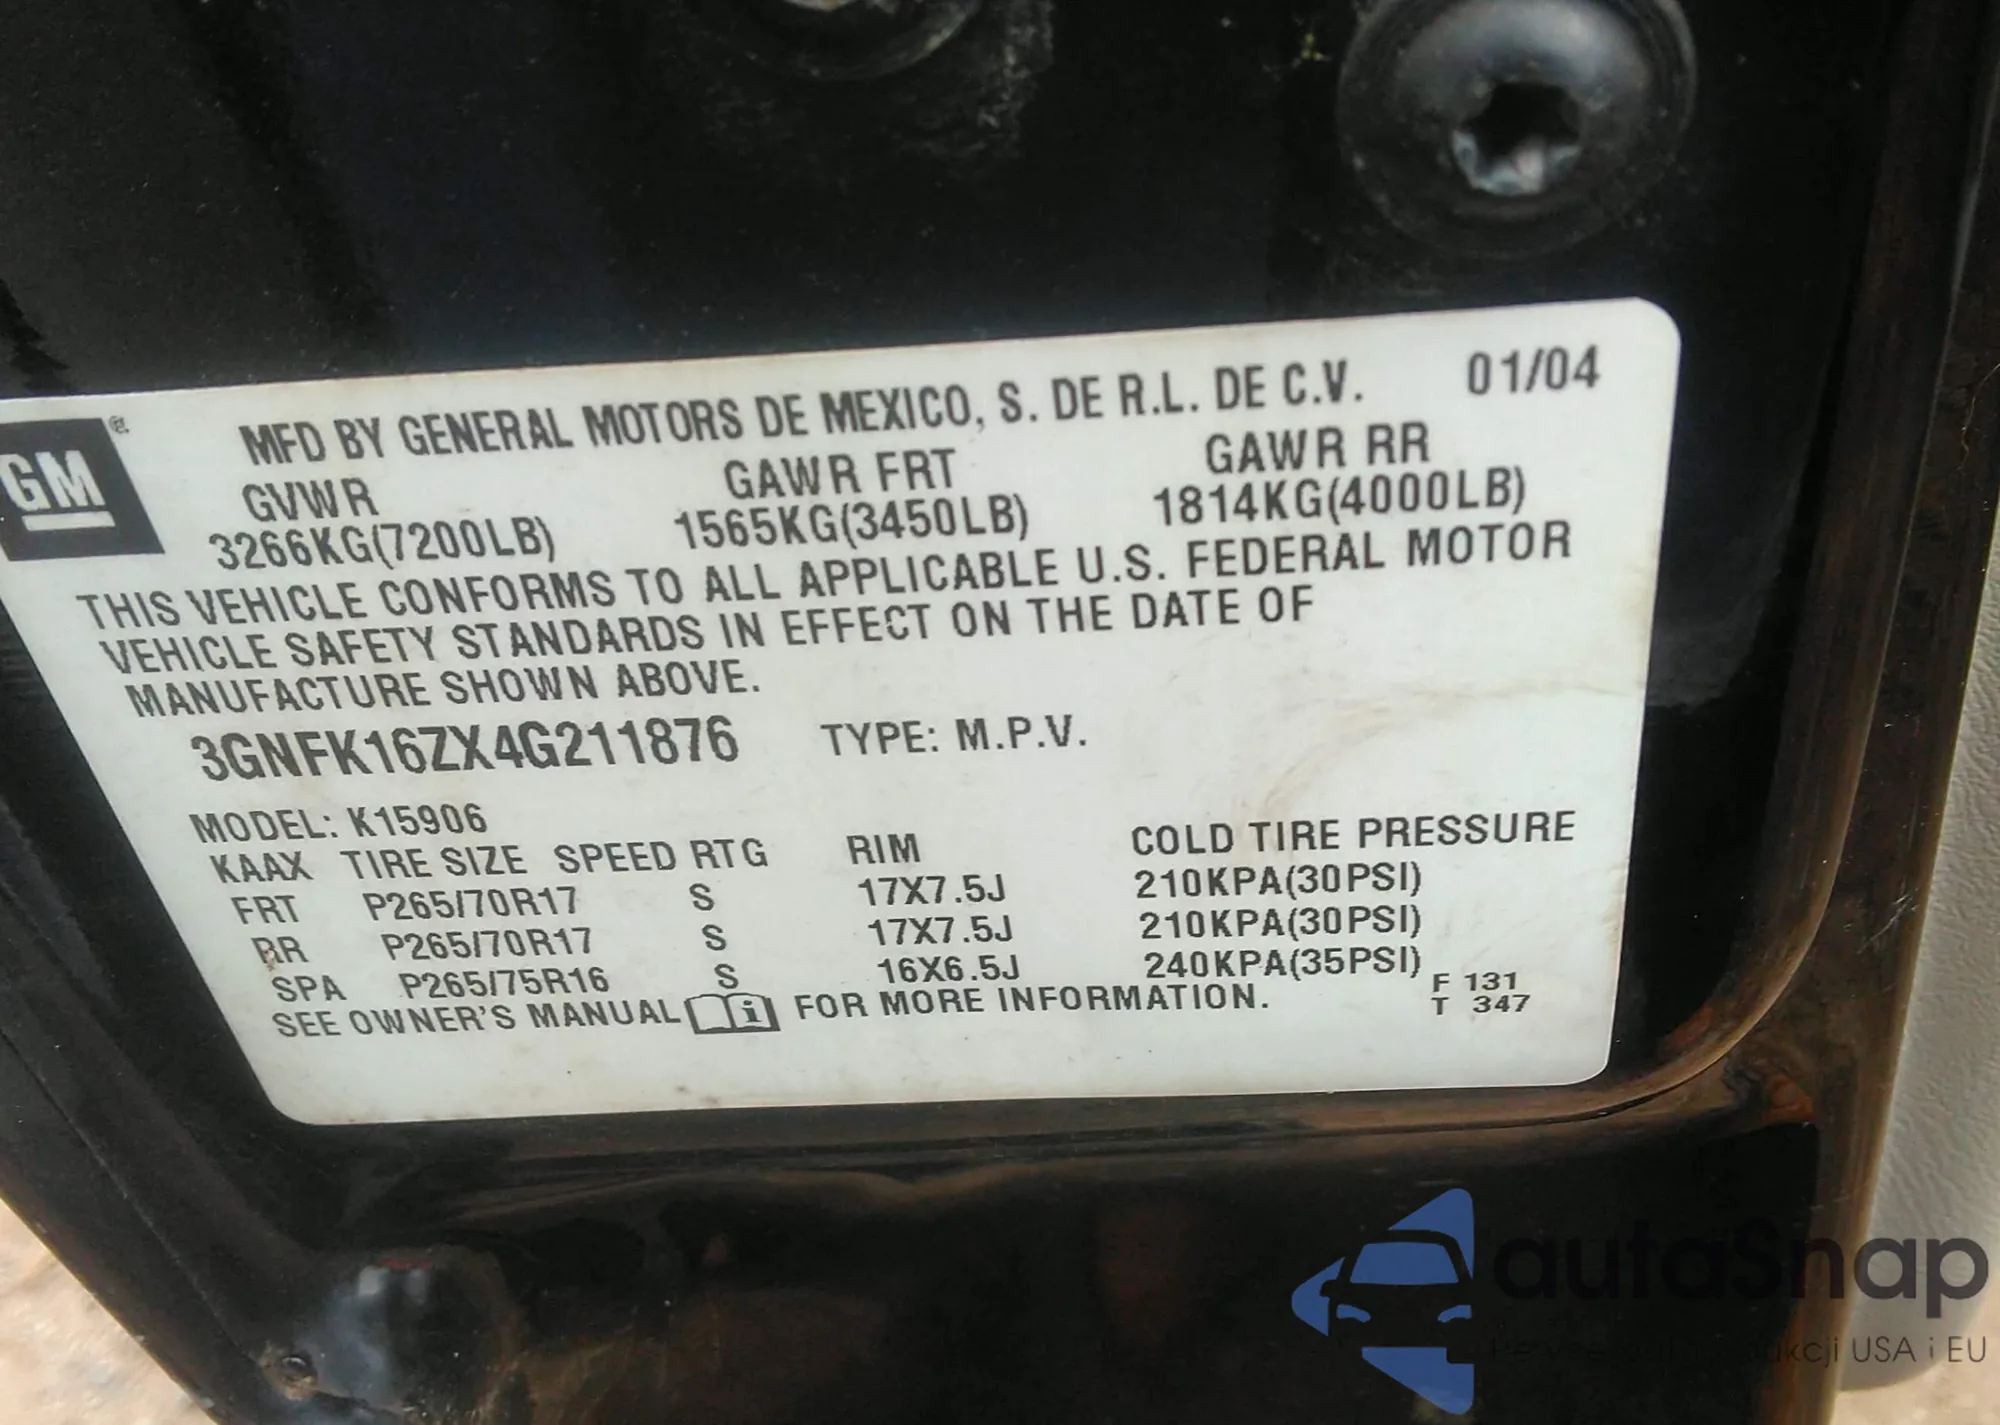 MFD BY GENERAL MOTORS DE MEXICO, S. DE R.L. DE C.V. 01/04
GM®
GVWR GAWR FRT GAWR RR
3266KG(7200LB) 1565KG(3450LB) 1814KG(4000LB)
THIS VEHICLE CONFORMS TO ALL APPLICABLE U.S. FEDERAL MOTOR
VEHICLE SAFETY STANDARDS IN EFFECT ON THE DATE OF
MANUFACTURE SHOWN ABOVE.
3GNFK16ZX4G211876 TYPE: M.P.V.
MODEL: K15906
KAAX TIRE SIZE SPEED RTG RIM COLD TIRE PRESSURE
FRT P265/70R17 S 17X7.5J 210KPA(30PSI)
RR P265/70R17 S 17X7.5J 210KPA(30PSI)
SPA P265/75R16 S 16X6.5J 240KPA(35PSI)
F 131
SEE OWNER'S MANUAL i FOR MORE INFORMATION. T 347
autaSnap
USA i EU